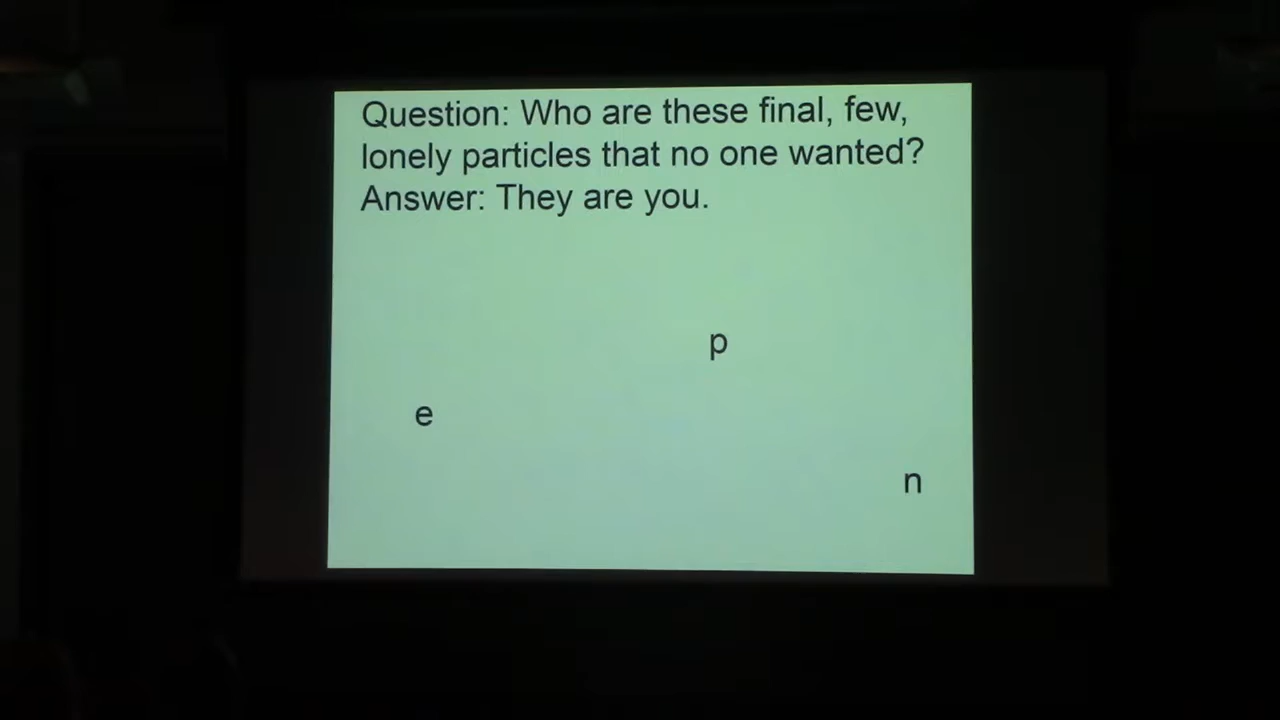 Question: Who are these final, few,
lonely particles that no one wanted?
Answer: They are you.
p
e
n